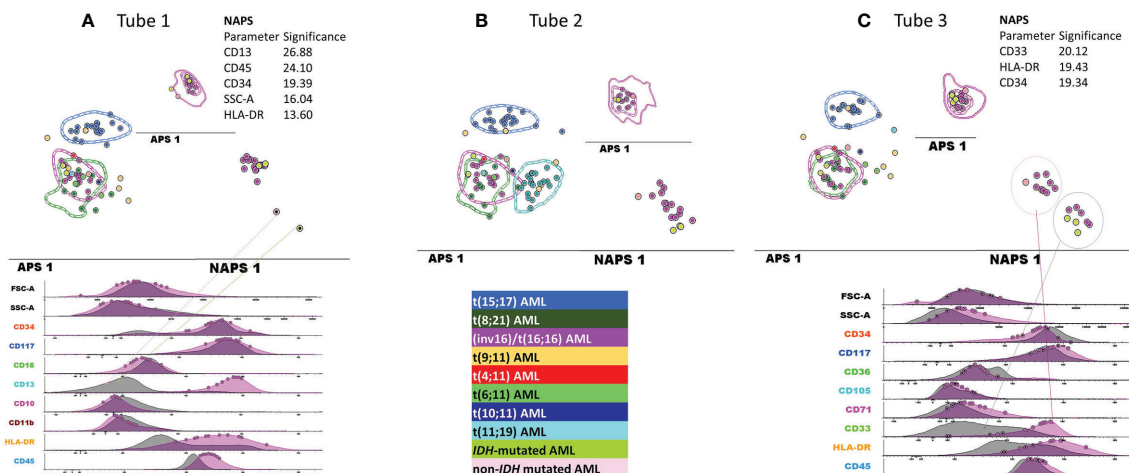 A Tube 1
NAPS
Parameter Significance
CD13 26.88
CD45 24.10
CD34 19.39
SSC-A 16.04
HLA-DR 13.60
APS 1
APS 1
NAPS 1
FSC-A
SSC-A
CD34
CD117
CD16
CD13
CD10
CD11b
HLA-DR
CD45
B Tube 2
APS 1
APS 1
NAPS 1
t(15;17) AML
t(8;21) AML
(inv16)/t(16;16) AML
t(9;11) AML
t(4;11) AML
t(6;11) AML
t(10;11) AML
t(11;19) AML
IDH-mutated AML
non-IDH mutated AML
C Tube 3
NAPS
Parameter Significance
CD33 20.12
HLA-DR 19.43
CD34 19.34
APS 1
APS 1
NAPS 1
FSC-A
SSC-A
CD34
CD117
CD36
CD105
CD71
CD33
HLA-DR
CD45